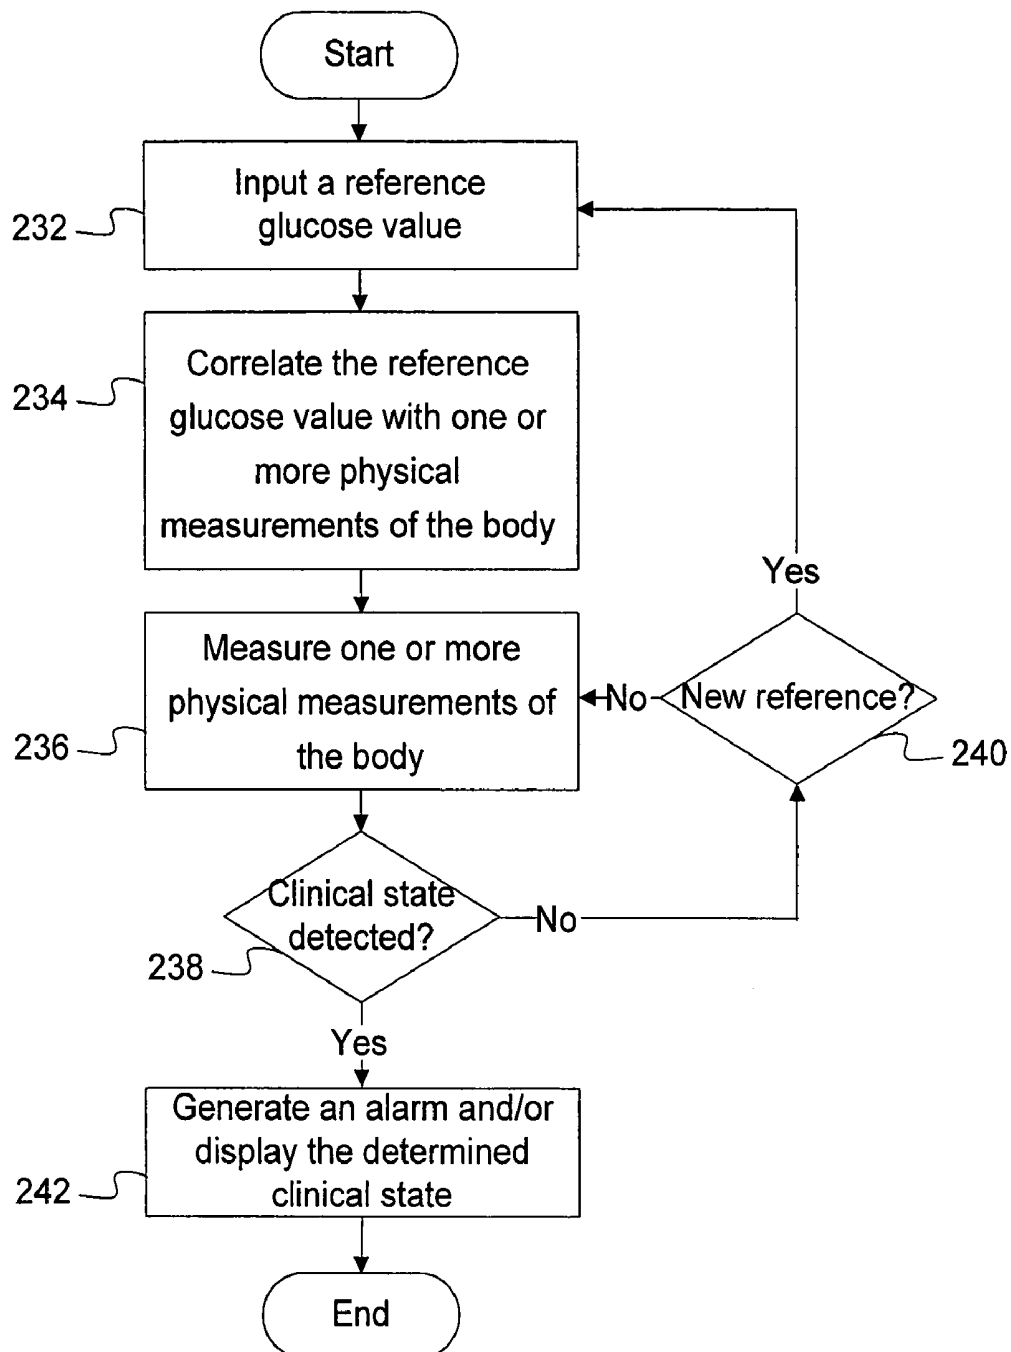 Start
Input a reference
glucose value
232
Correlate the reference
glucose value with one or
more physical
measurements of the body
234
Yes
Measure one or more
physical measurements of
the body
236
No
New reference?
240
Clinical state
detected?
238
No
Yes
Generate an alarm and/or
display the determined
clinical state
242
End